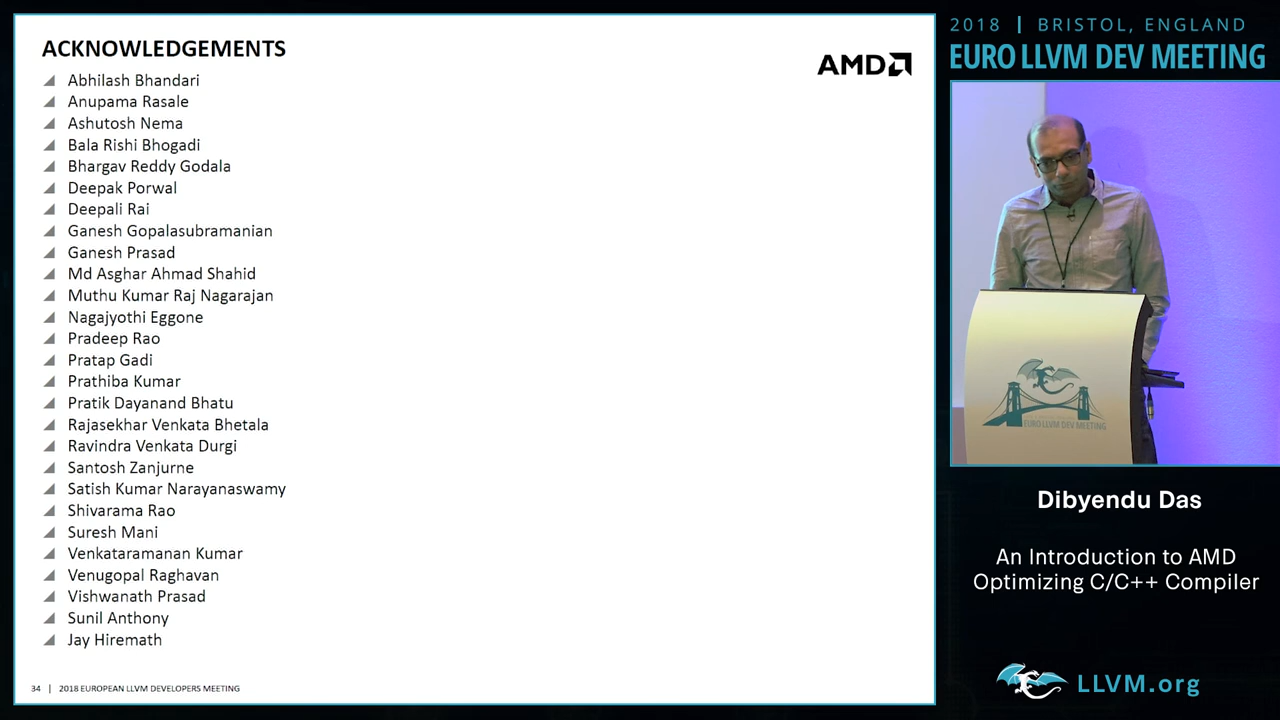 ACKNOWLEDGEMENTS
AMD
Abhilash Bhandari
Anupama Rasale
Ashutosh Nema
Bala Rishi Bhogadi
Bhargav Reddy Godala
Deepak Porwal
Deepali Rai
Ganesh Gopalasubramanian
Ganesh Prasad
Md Asghar Ahmad Shahid
Muthu Kumar Raj Nagarajan
Nagajyothi Eggone
Pradeep Rao
Pratap Gadi
Prathiba Kumar
Pratik Dayanand Bhatu
Rajasekhar Venkata Bhetala
Ravindra Venkata Durgi
Santosh Zanjurne
Satish Kumar Narayanaswamy
Shivarama Rao
Suresh Mani
Venkataramanan Kumar
Venugopal Raghavan
Vishwanath Prasad
Sunil Anthony
Jay Hiremath
34 | 2018 EUROPEAN LLVM DEVELOPERS MEETING
2018 | BRISTOL, ENGLAND
EURO LLVM DEV MEETING
EURO LLVM DEV MEETING
Dibyendu Das
An Introduction to AMD
Optimizing C/C++ Compiler
LLVM.org